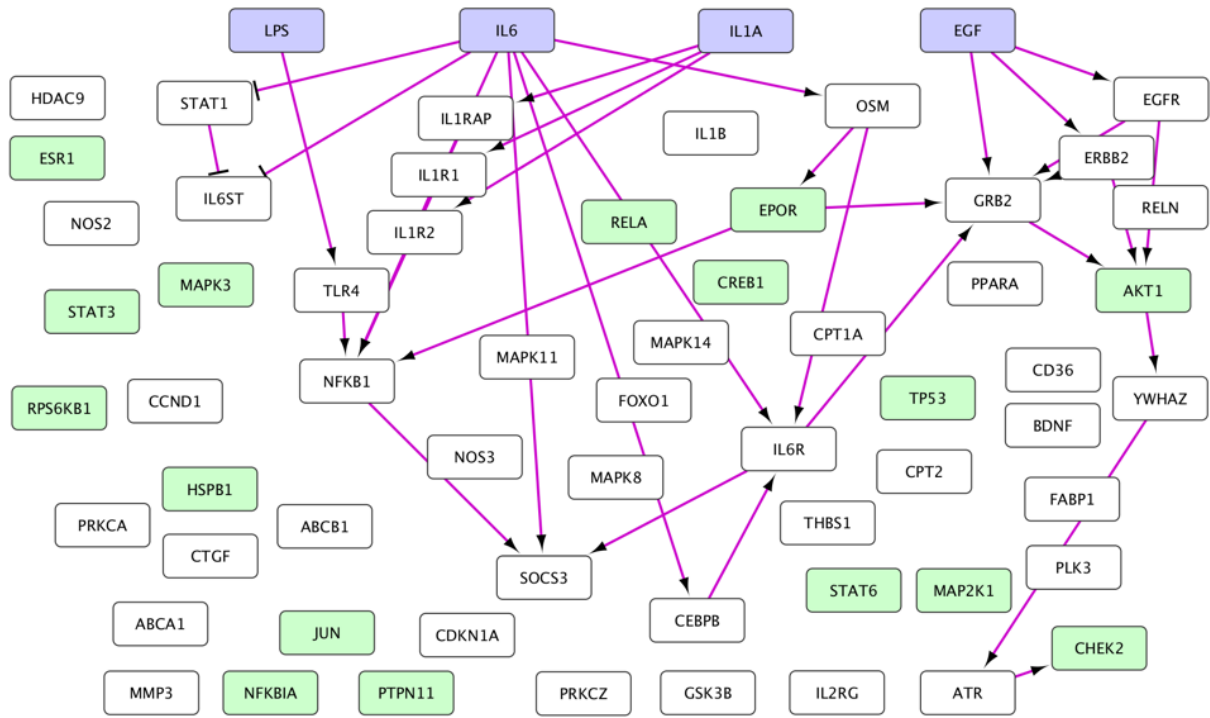 LPS
IL6
IL1A
EGF
HDAC9
STAT1
IL1RAP
IL1B
OSM
EGFR
ESR1
IL6ST
IL1R1
ERBB2
NOS2
IL1R2
RELA
EPOR
GRB2
RELN
MAPK3
TLR4
CREB1
PPARA
AKT1
STAT3
MAPK11
MAPK14
CPT1A
NFKB1
CD36
RPS6KB1
CCND1
FOXO1
TP53
YWHAZ
BDNF
NOS3
IL6R
HSPB1
MAPK8
CPT2
FABP1
PRKCA
ABCB1
THBS1
CTGF
SOCS3
PLK3
STAT6
MAP2K1
ABCA1
JUN
CDKN1A
CEBPB
CHEK2
MMP3
NFKBIA
PTPN11
PRKCZ
GSK3B
IL2RG
ATR